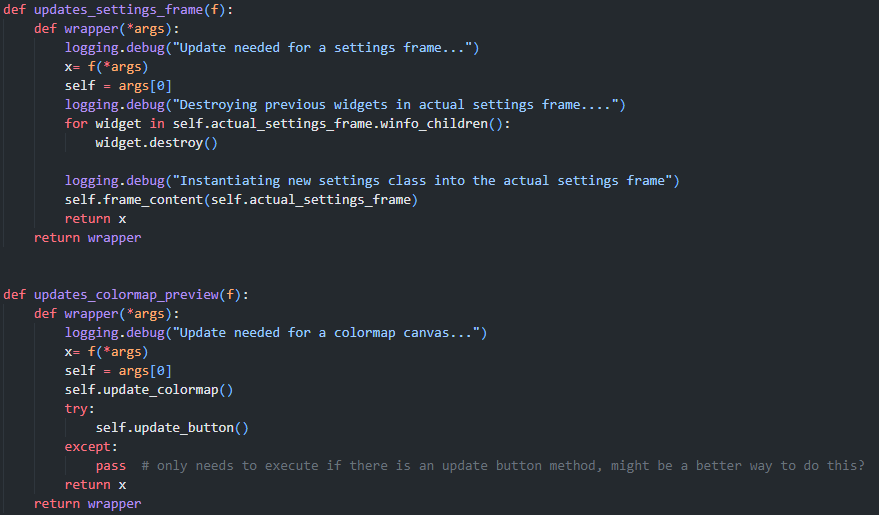 def updates_settings_frame(f):
    def wrapper(*args):
        logging.debug("Update needed for a settings frame...")
        x= f(*args)
        self = args[0]
        logging.debug("Destroying previous widgets in actual settings frame....")
        for widget in self.actual_settings_frame.winfo_children():
            widget.destroy()

        logging.debug("Instantiating new settings class into the actual settings frame")
        self.frame_content(self.actual_settings_frame)
        return x
    return wrapper


def updates_colormap_preview(f):
    def wrapper(*args):
        logging.debug("Update needed for a colormap canvas...")
        x= f(*args)
        self = args[0]
        self.update_colormap()
        try:
            self.update_button()
        except:
            pass  # only needs to execute if there is an update button method, might be a better way to do this?
        return x
    return wrapper